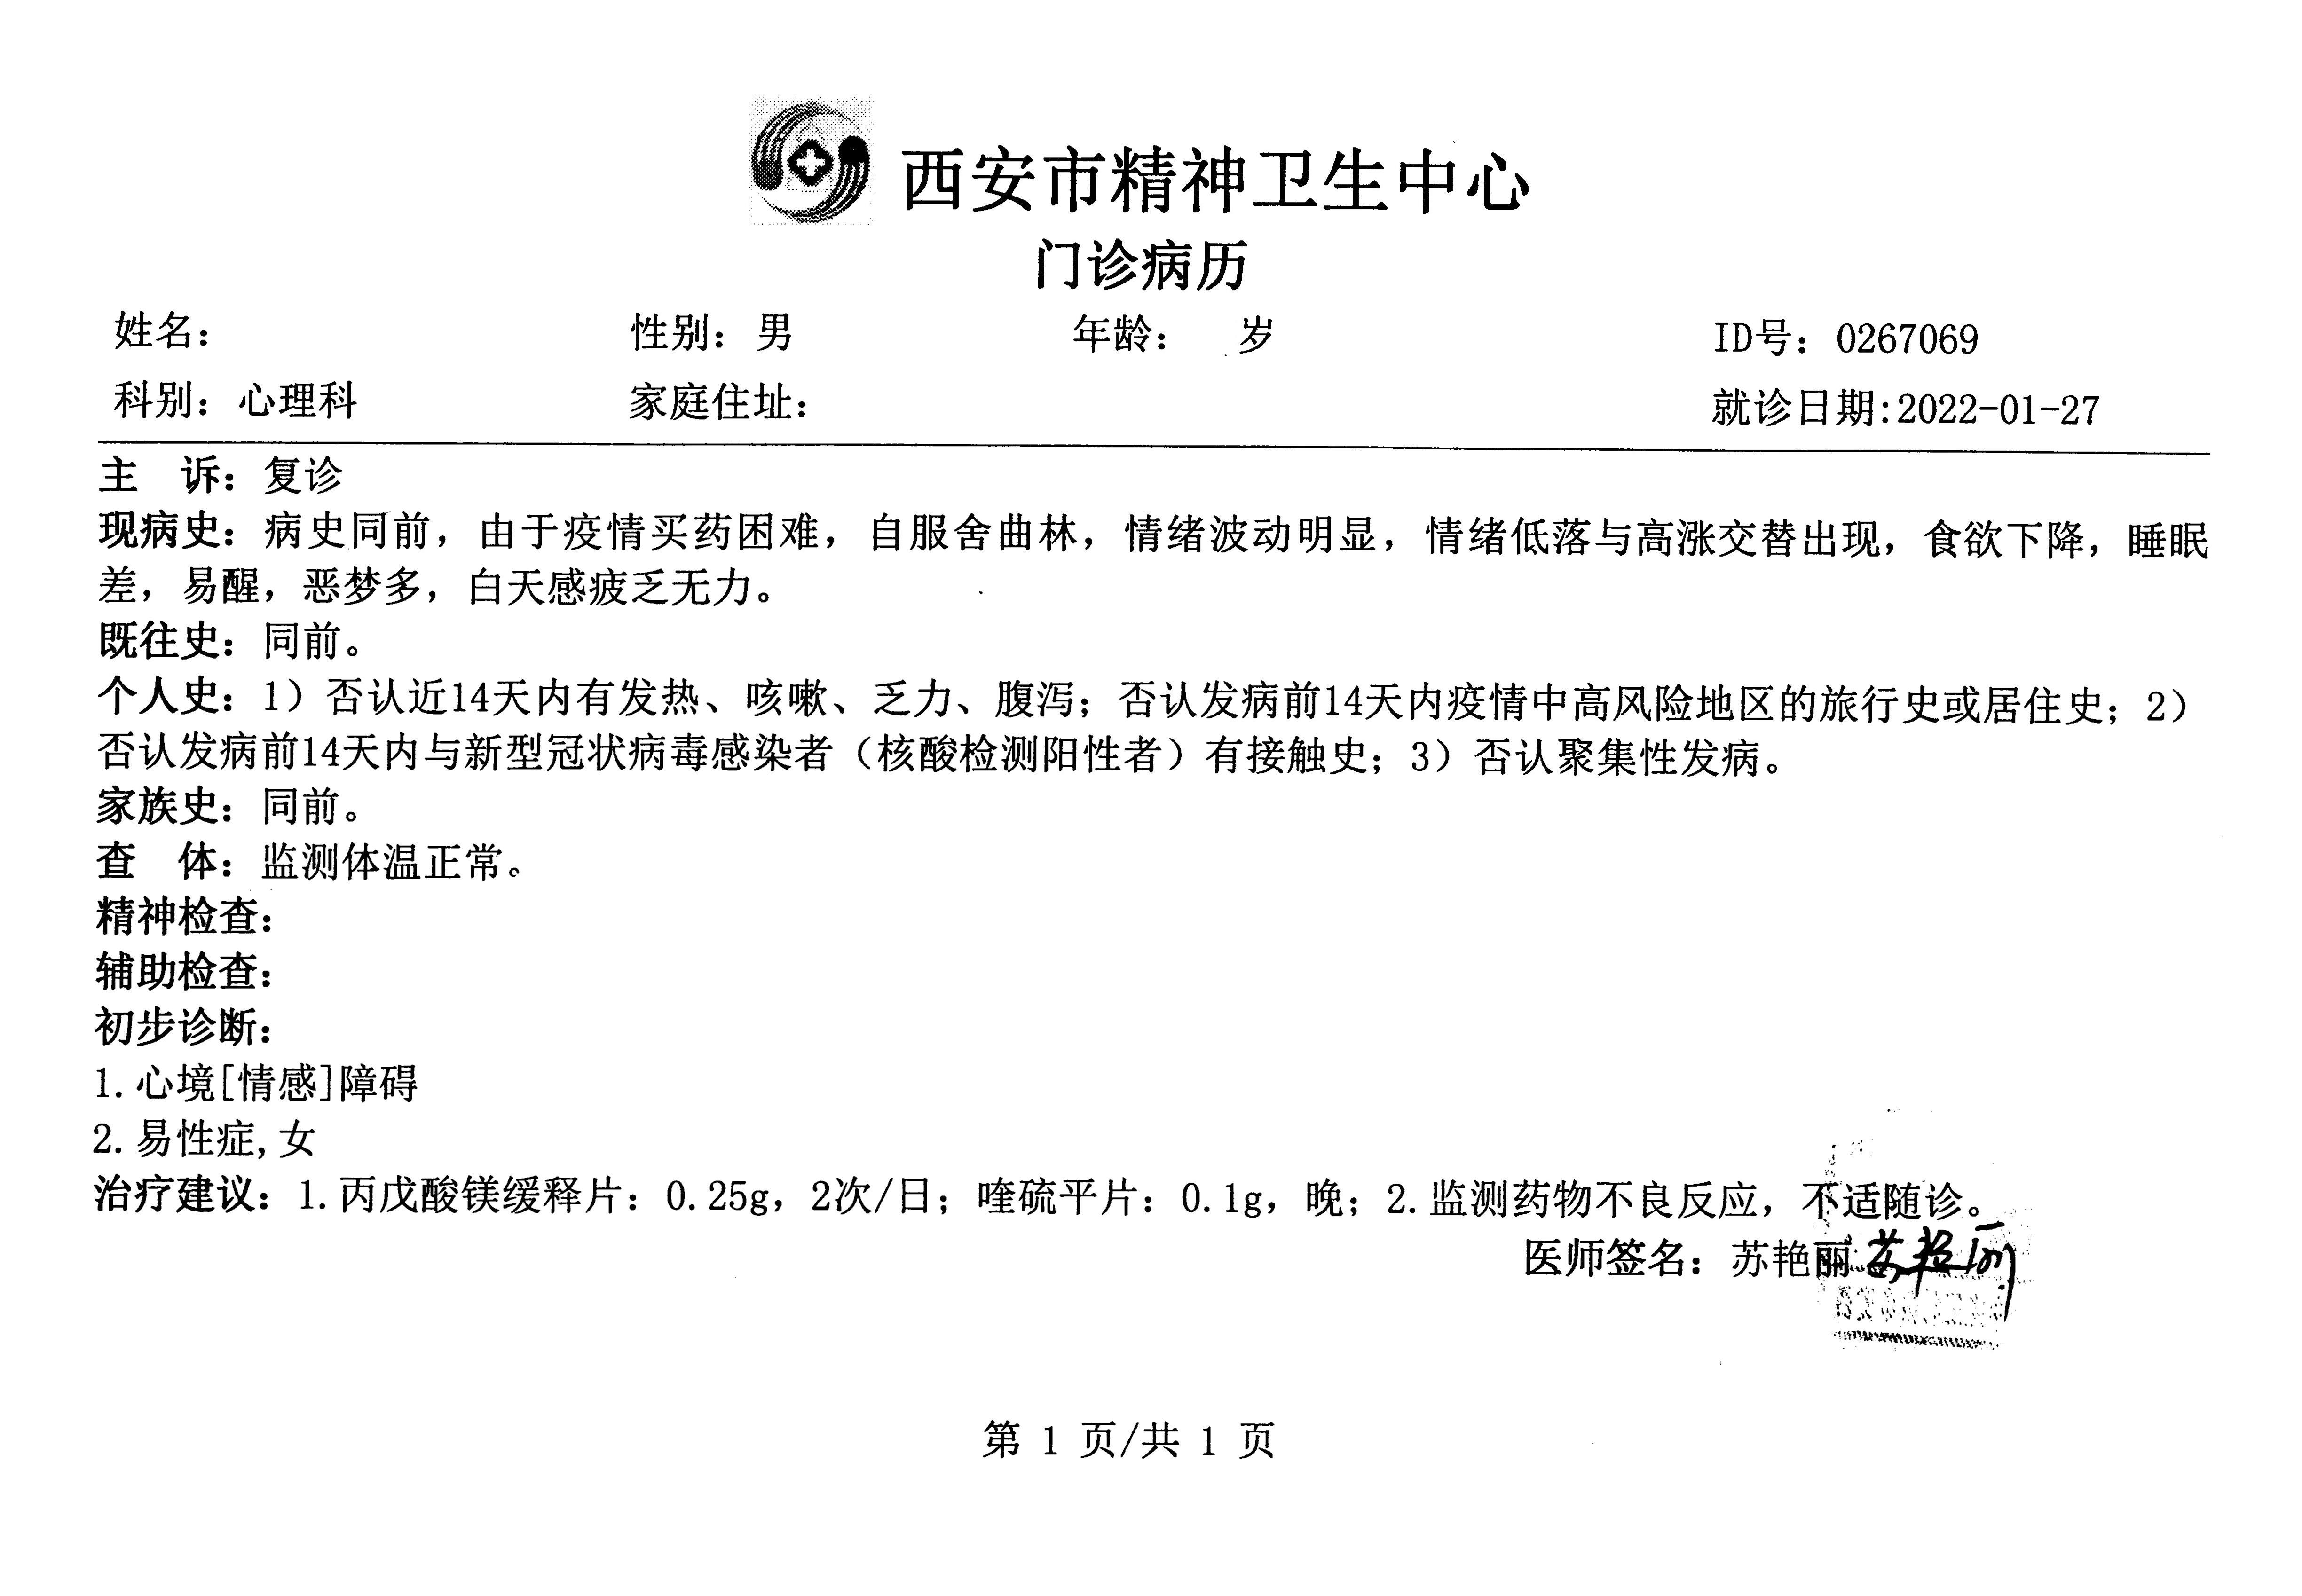 西安市精神卫生中心
门诊病历
姓名： 性别：男 年龄： 岁 ID号：0267069
科别：心理科 家庭住址： 就诊日期:2022-01-27
主 诉：复诊
现病史：病史同前，由于疫情买药困难，自服舍曲林，情绪波动明显，情绪低落与高涨交替出现，食欲下降，睡眠
差，易醒，恶梦多，白天感疲乏无力。
既往史：同前。
个人史：1）否认近14天内有发热、咳嗽、乏力、腹泻；否认发病前14天内疫情中高风险地区的旅行史或居住史；2）
否认发病前14天内与新型冠状病毒感染者（核酸检测阳性者）有接触史；3）否认聚集性发病。
家族史：同前。
查 体：监测体温正常。
精神检查：
辅助检查：
初步诊断：
1.心境[情感]障碍
2.易性症,女
治疗建议：1.丙戊酸镁缓释片：0.25g，2次/日；喹硫平片：0.1g，晚；2.监测药物不良反应，不适随诊。
医师签名：苏艳丽 苏艳丽
第 1 页/共 1 页